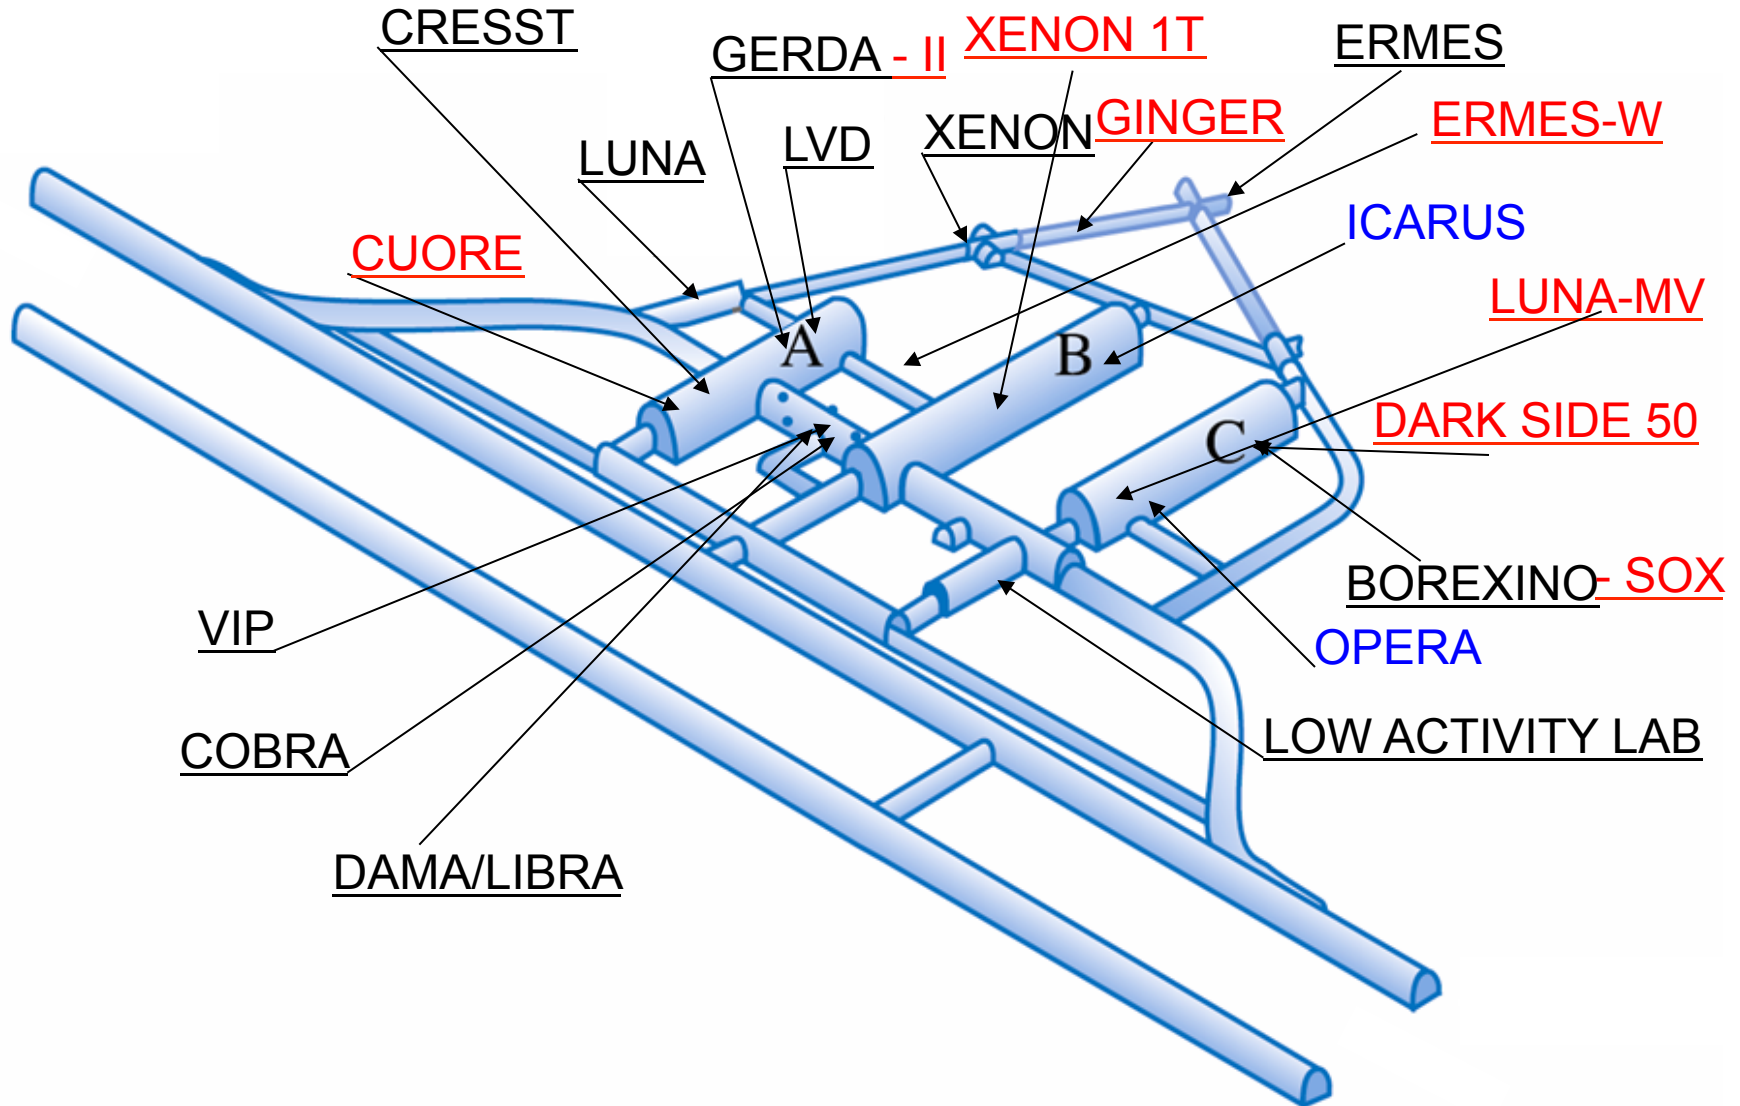 CRESST
GERDA - II
XENON 1T
ERMES
ERMES-W
LUNA
LVD
XENON
GINGER
ICARUS
CUORE
LUNA-MV
A
B
C
DARK SIDE 50
BOREXINO - SOX
VIP
OPERA
COBRA
LOW ACTIVITY LAB
DAMA/LIBRA